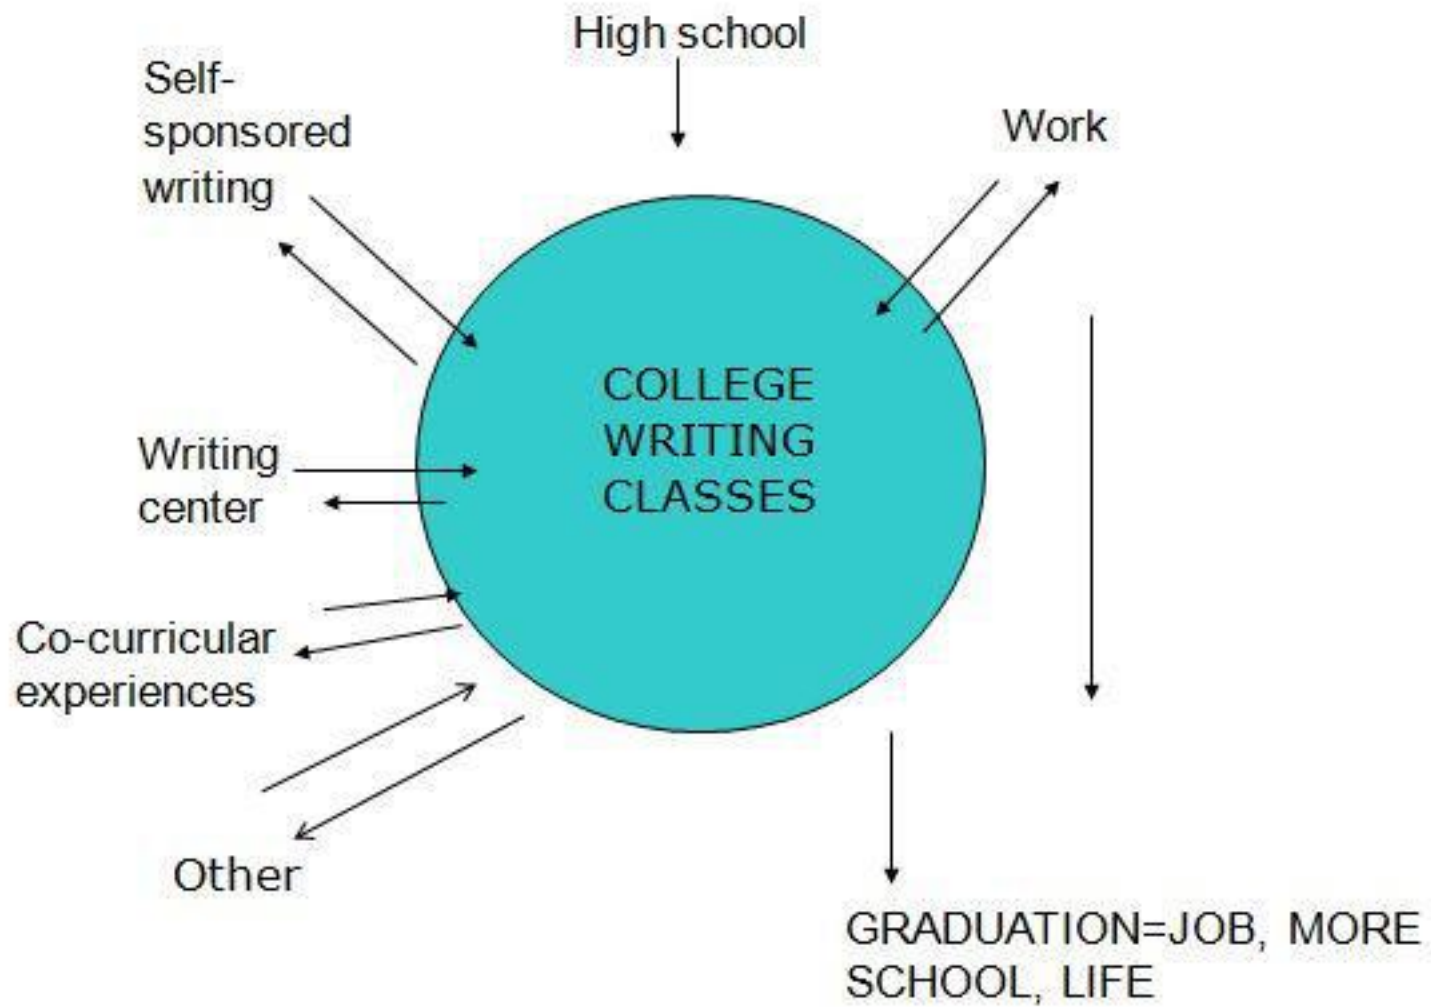 High school
Self-
sponsored
writing
Work
COLLEGE
WRITING
CLASSES
Writing
center
Co-curricular
experiences
Other
GRADUATION=JOB, MORE
SCHOOL, LIFE